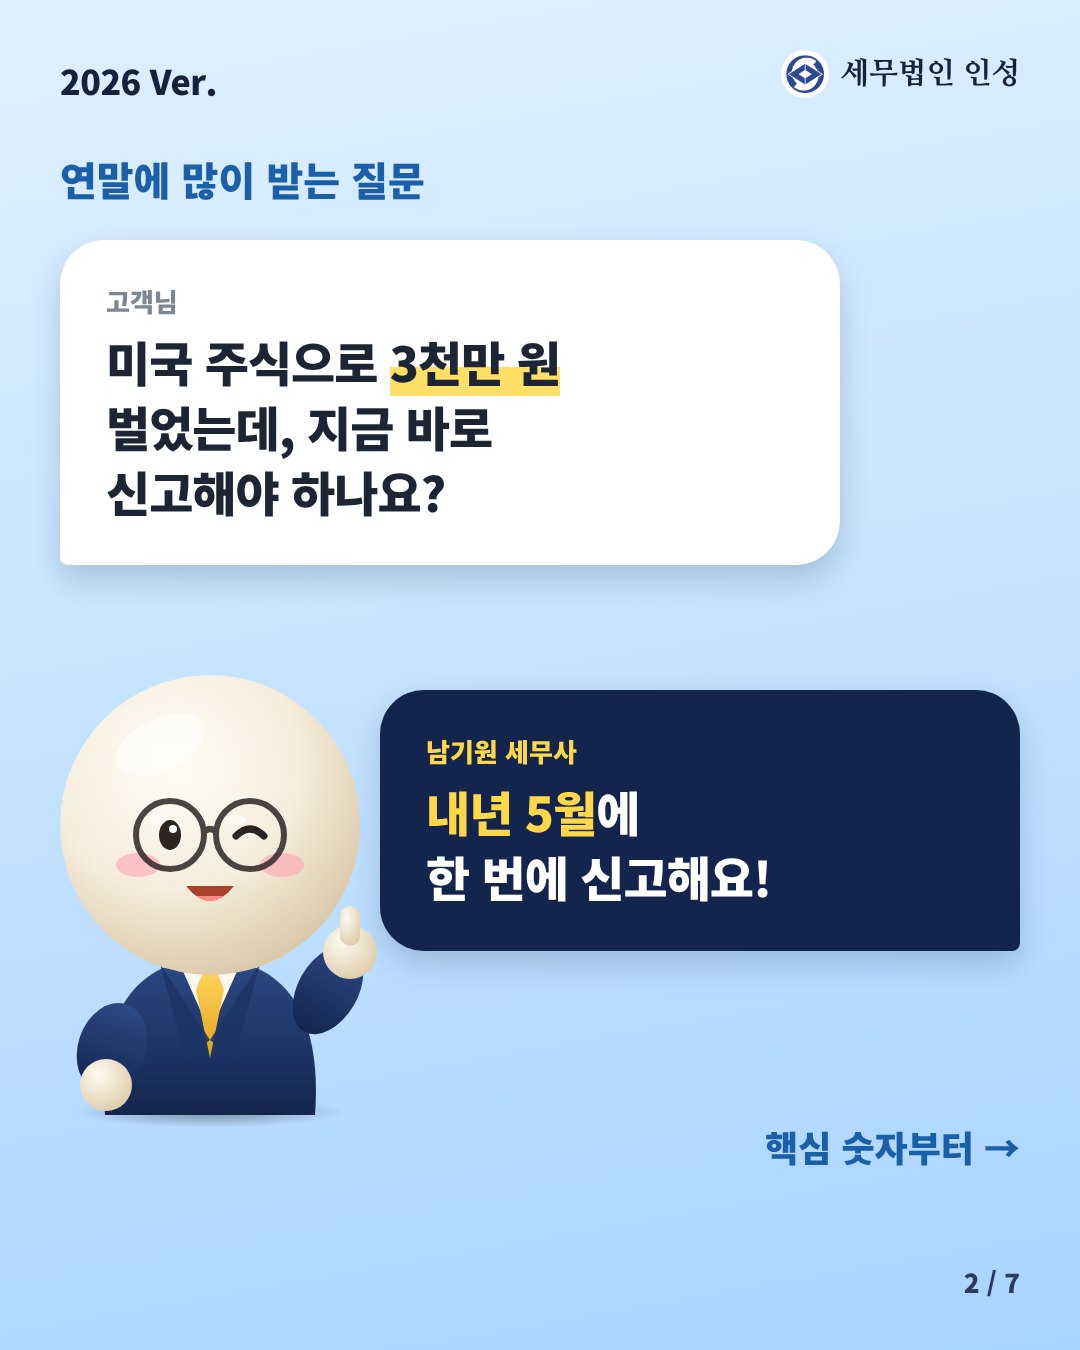 2026 Ver.
세무법인 인성
연말에 많이 받는 질문
고객님
미국 주식으로 3천만 원
벌었는데, 지금 바로
신고해야 하나요?
남기원 세무사
내년 5월에
한 번에 신고해요!
핵심 숫자부터 →
2 / 7